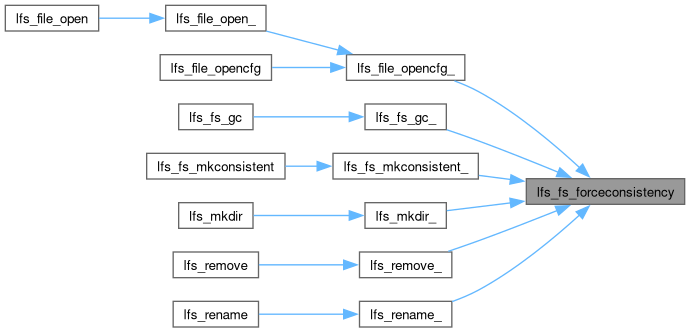 lfs_file_open
lfs_file_open_
lfs_file_opencfg
lfs_file_opencfg_
lfs_fs_gc
lfs_fs_gc_
lfs_fs_mkconsistent
lfs_fs_mkconsistent_
lfs_fs_forceconsistency
lfs_mkdir
lfs_mkdir_
lfs_remove
lfs_remove_
lfs_rename
lfs_rename_